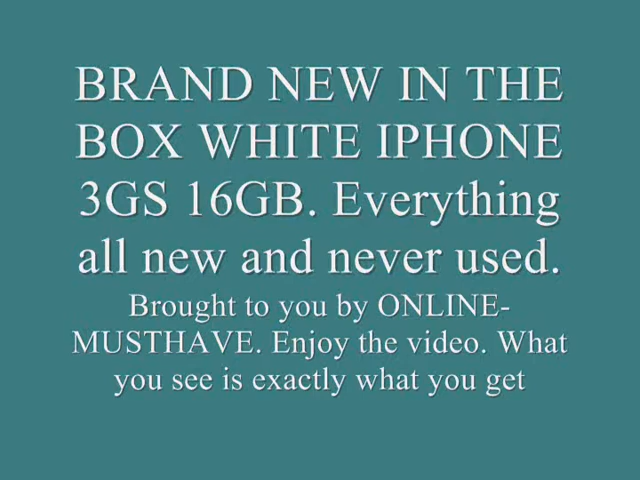 BRAND NEW IN THE
BOX WHITE IPHONE
3GS 16GB. Everything
all new and never used.
Brought to you by ONLINE-
MUSTHAVE. Enjoy the video. What
you see is exactly what you get